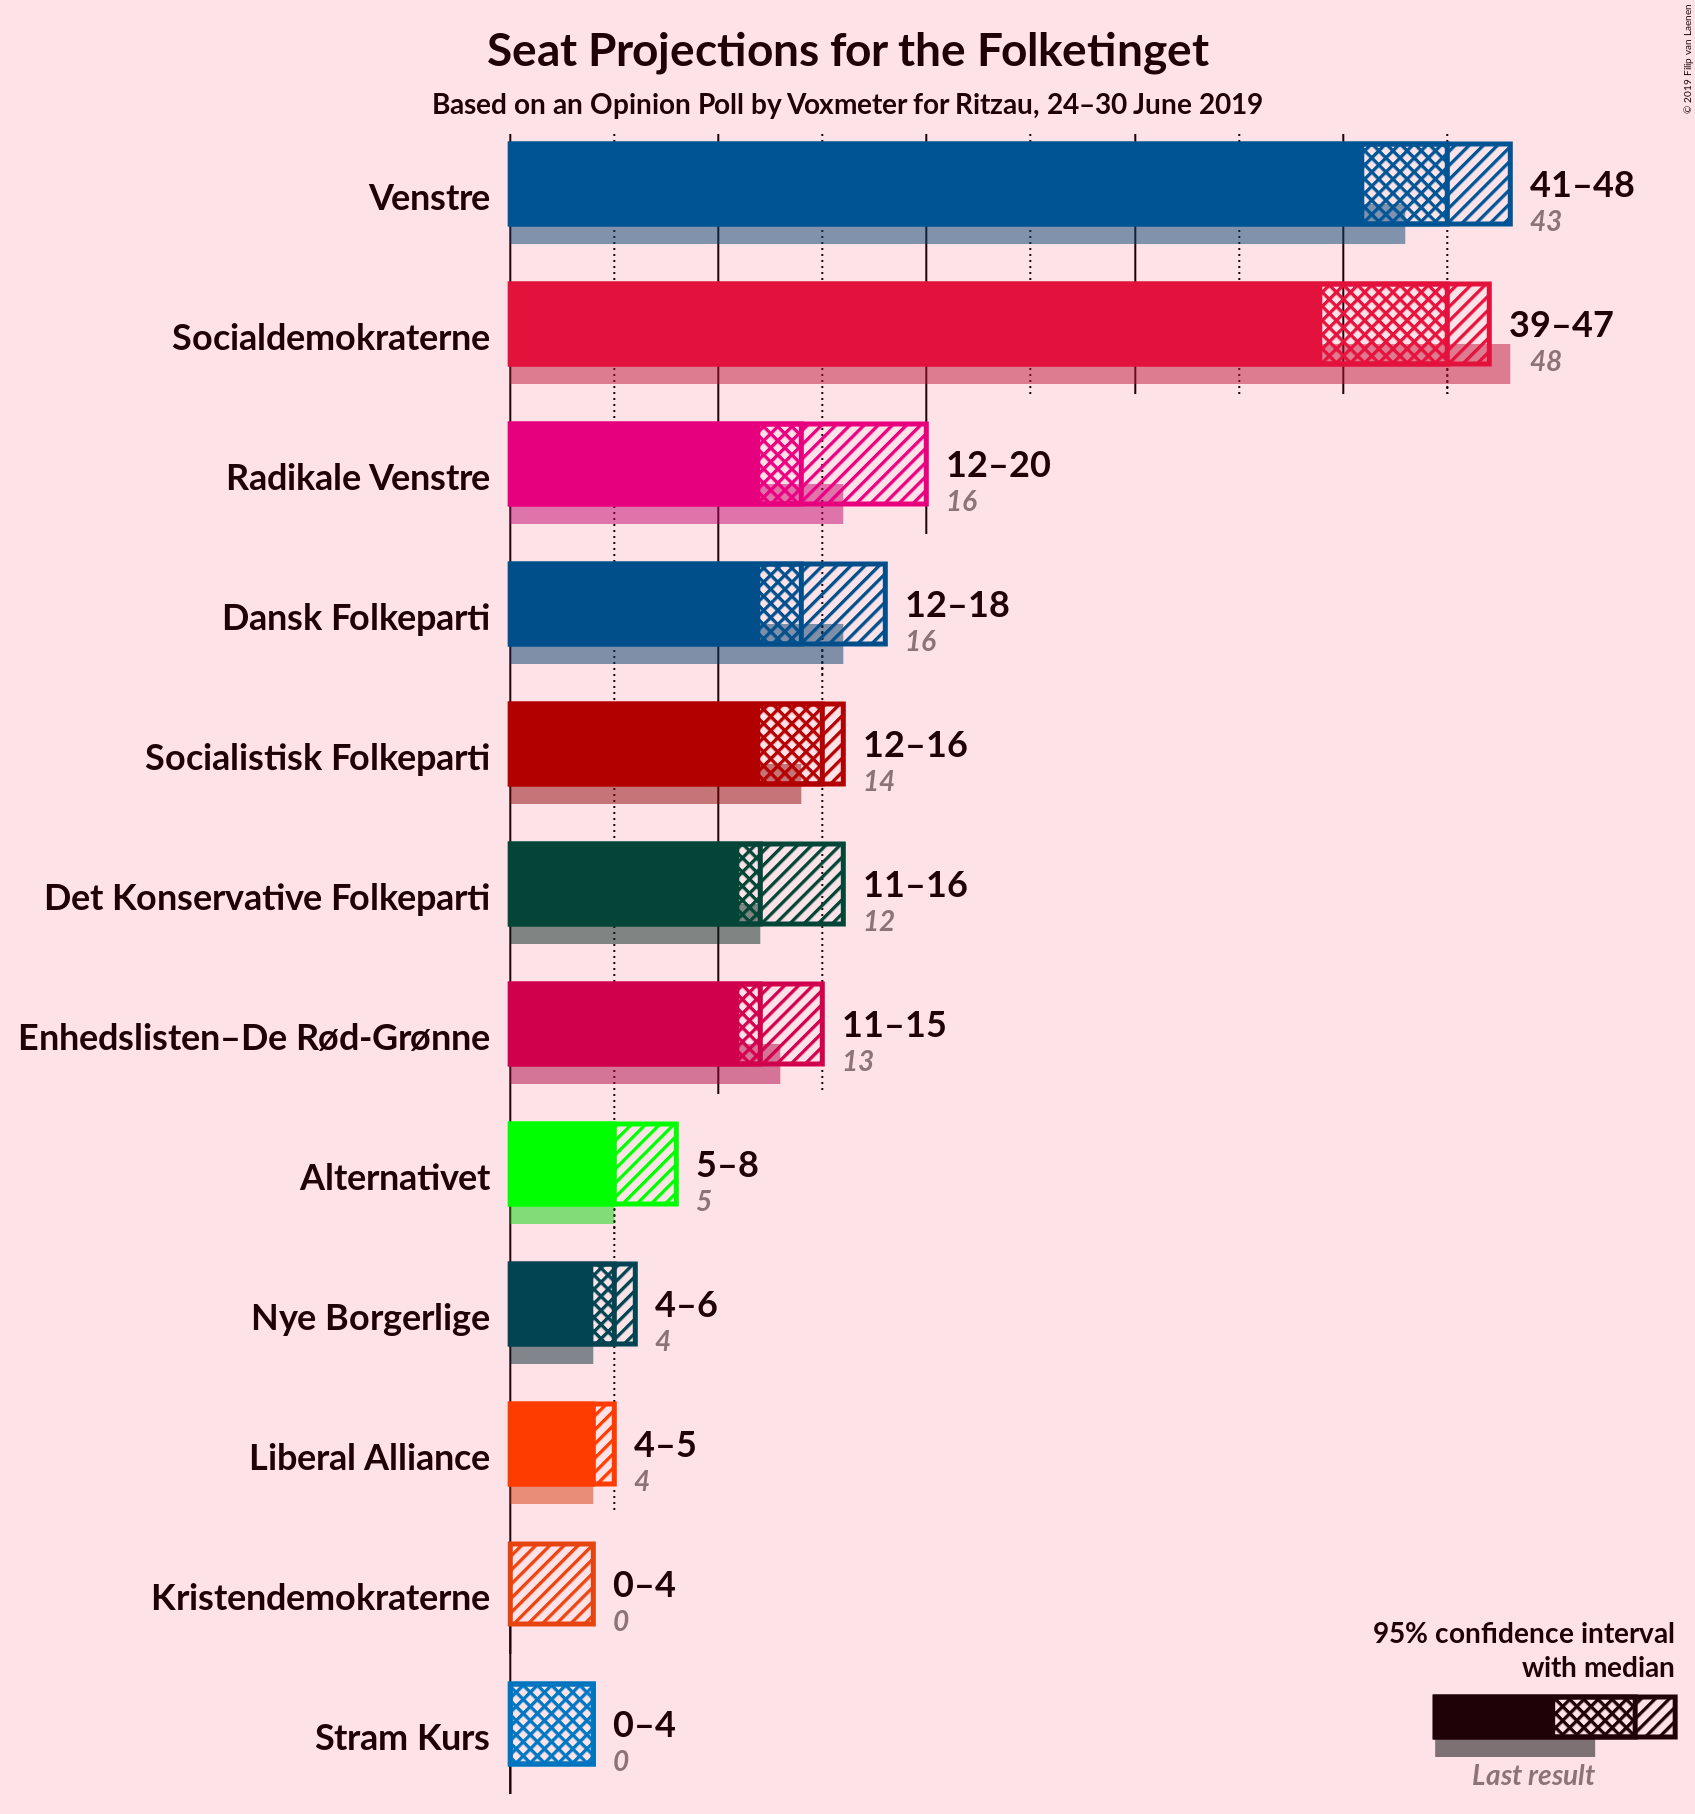 Seat Projections for the Folketinget
Based on an Opinion Poll by Voxmeter for Ritzau, 24–30 June 2019
© 2019 Filip van Laenen
Venstre
41–48
43
Socialdemokraterne
39–47
48
Radikale Venstre
12–20
16
Dansk Folkeparti
12–18
16
Socialistisk Folkeparti
12–16
14
Det Konservative Folkeparti
11–16
12
Enhedslisten–De Rød-Grønne
11–15
13
Alternativet
5–8
5
Nye Borgerlige
4–6
4
Liberal Alliance
4–5
4
Kristendemokraterne
0–4
0
Stram Kurs
0–4
0
95% confidence interval
with median
Last result